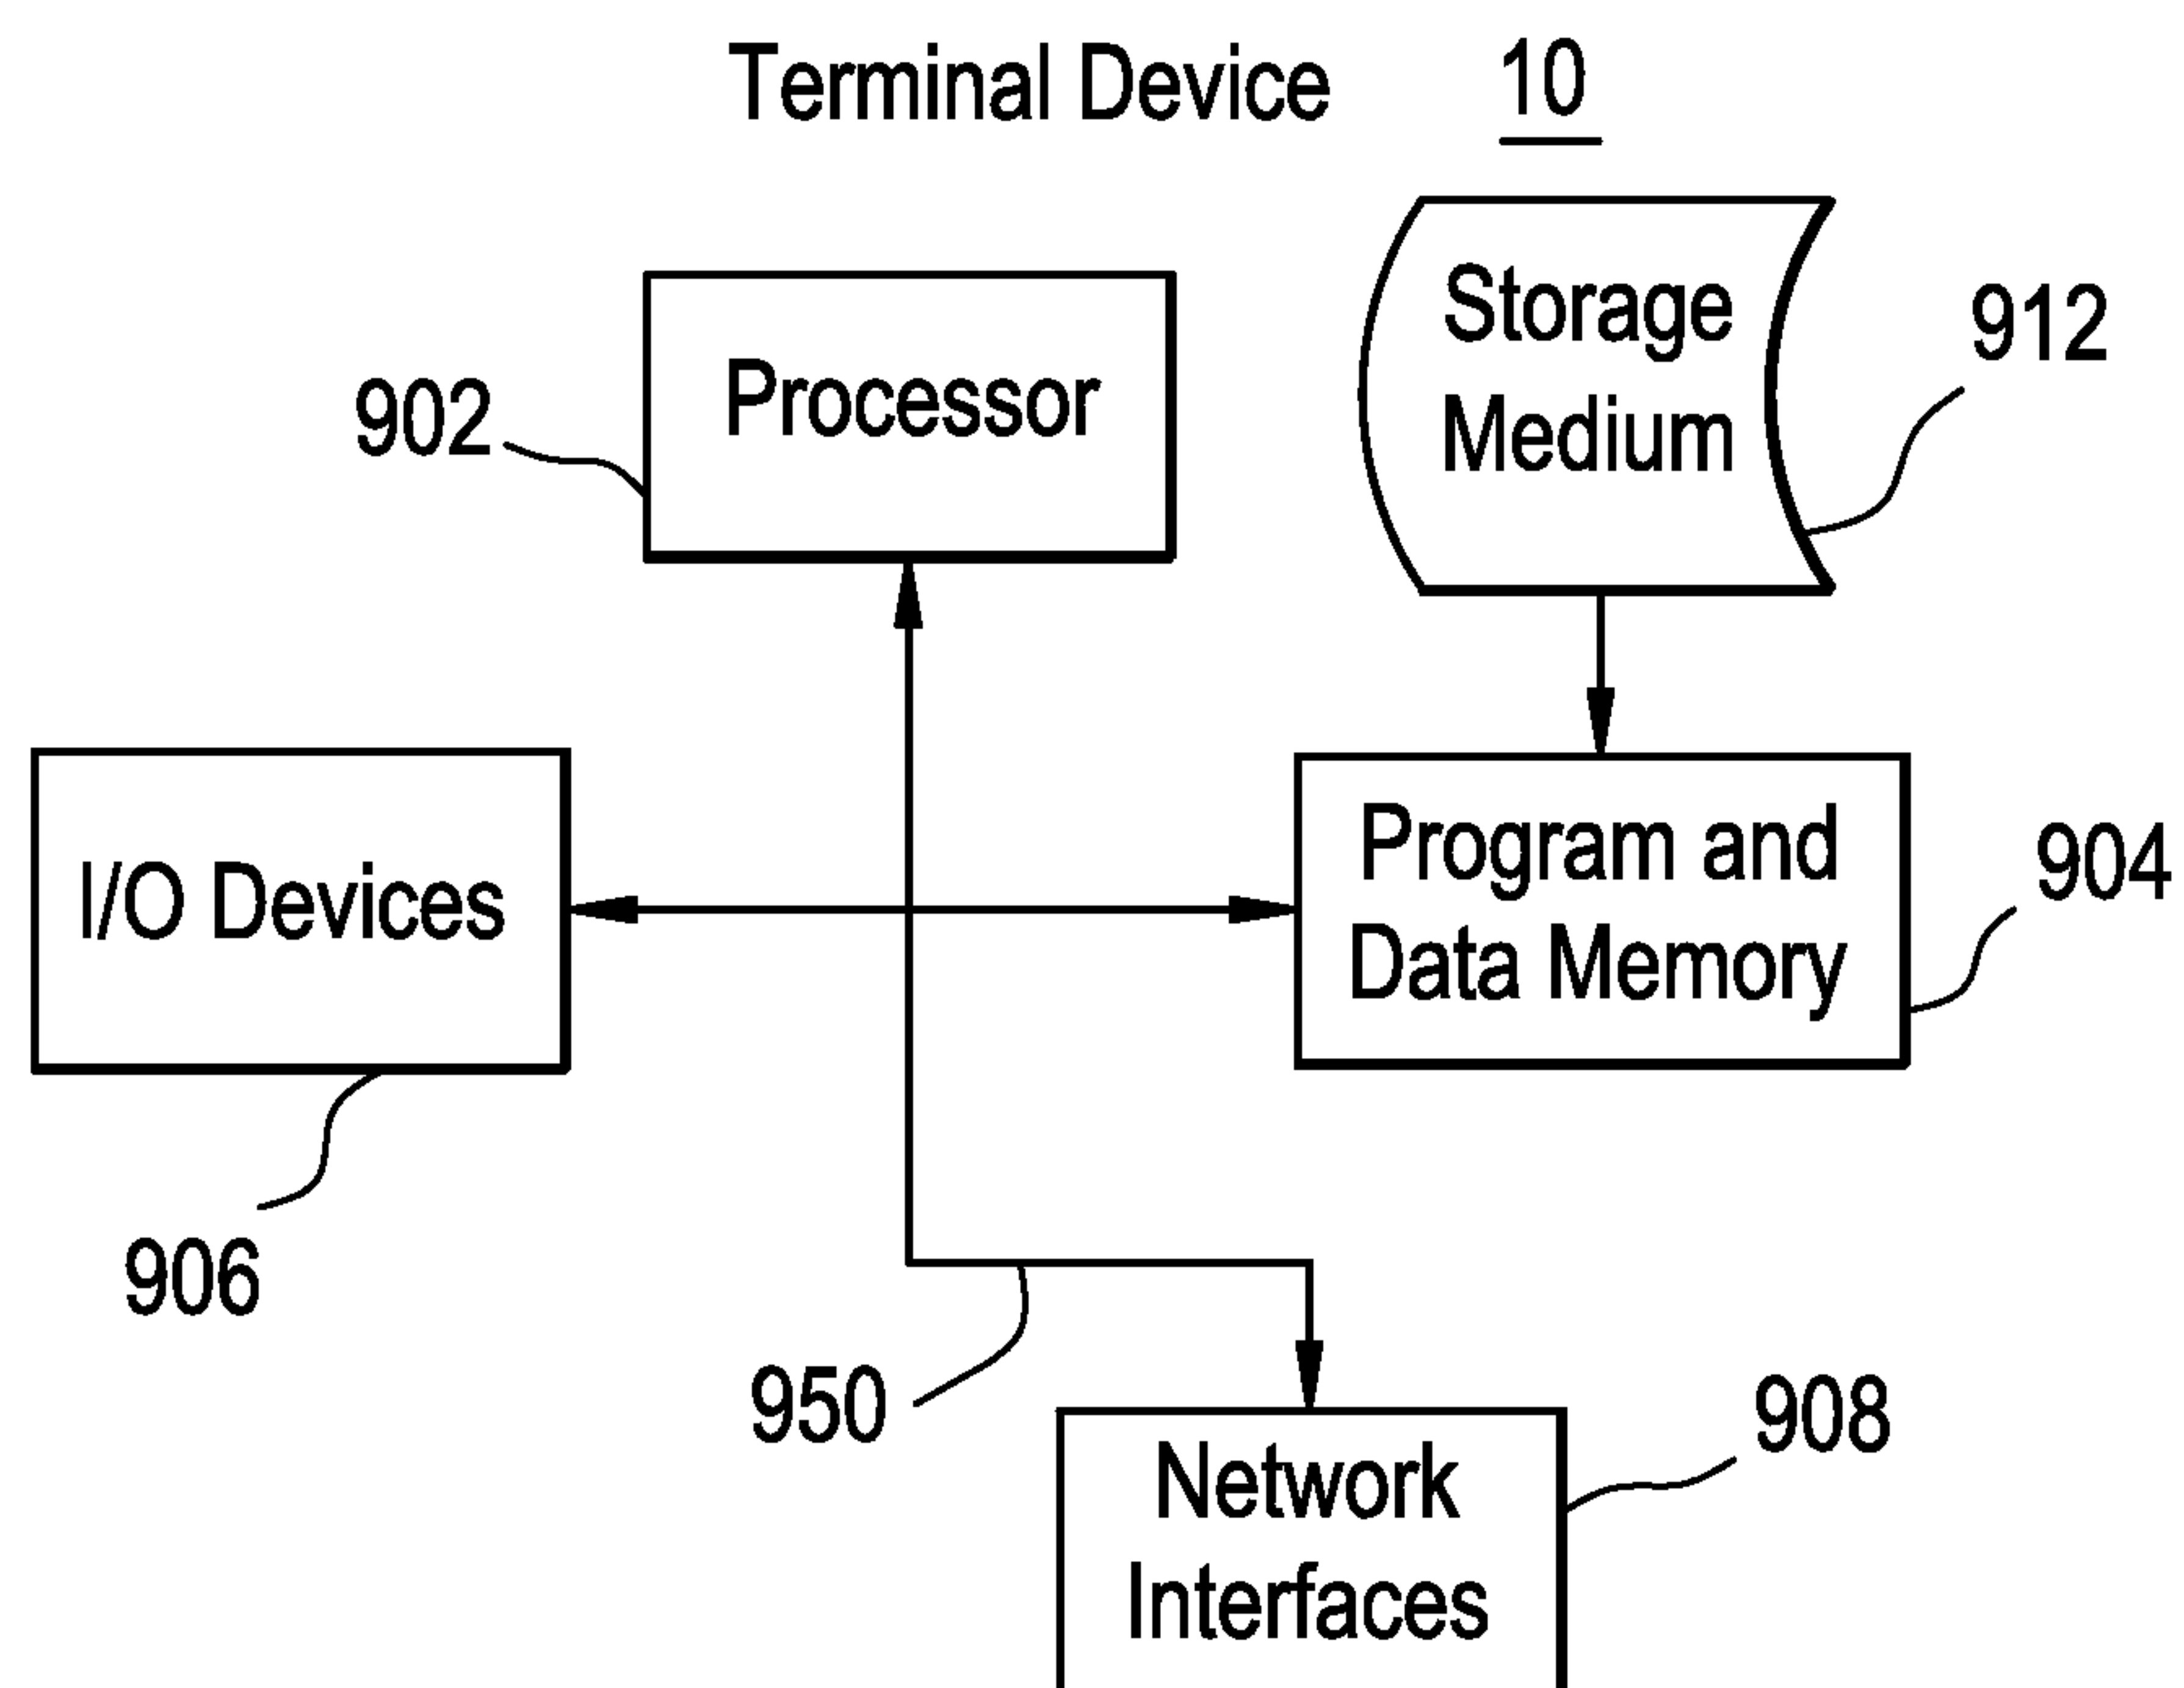 Terminal Device 10
Storage
Medium
912
Processor
902
I/O Devices
Program and
Data Memory
904
906
950
908
Network
Interfaces